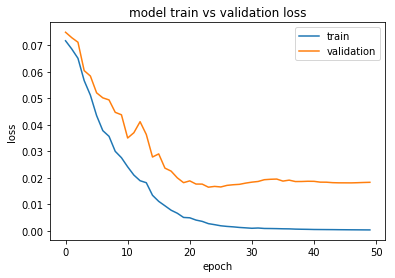 model train vs validation loss
train
validation
loss
0.07
0.06
0.05
0.04
0.03
0.02
0.01
0.00
0 10 20 30 40 50
epoch